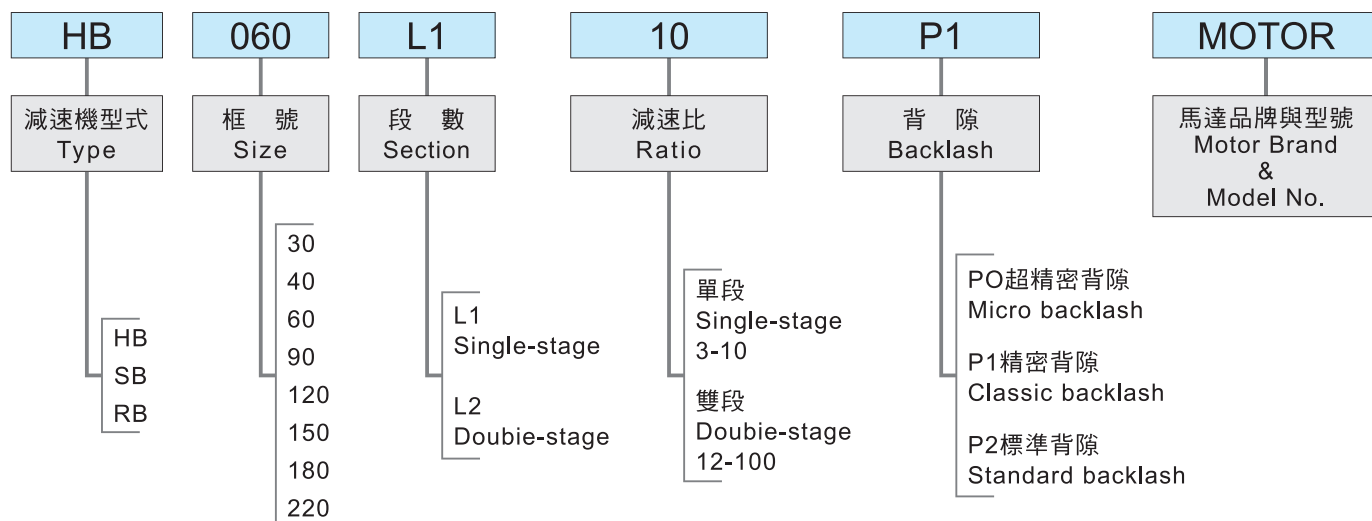 HB
060
L1
10
P1
MOTOR
減速機型式
Type
框 號
Size
段 數
Section
減速比
Ratio
背 隙
Backlash
馬達品牌與型號
Motor Brand
&
Model No.
HB
SB
RB
30
40
60
90
120
150
180
220
L1
Single-stage
L2
Doubie-stage
單段
Single-stage
3-10
雙段
Doubie-stage
12-100
PO超精密背隙
Micro backlash
P1精密背隙
Classic backlash
P2標準背隙
Standard backlash